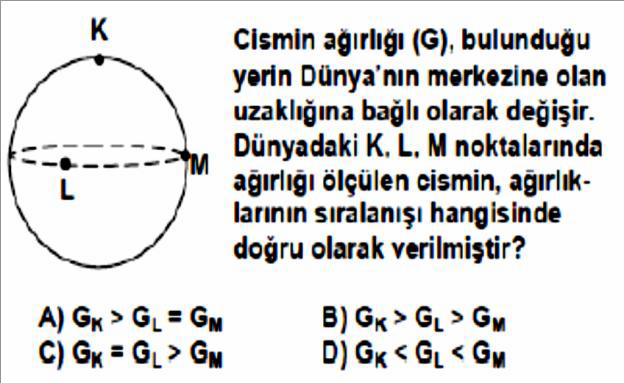 K
Cismin ağırlığı (G), bulunduğu
yerin Dünya'nın merkezine olan
uzaklığına bağlı olarak değişir.
Dünyadaki K, L, M noktalarında
ağırlığı ölçülen cismin, ağırlık-
larının sıralanışı hangisinde
doğru olarak verilmiştir?
M
L
A) GK > GL = GM
B) GK > GL > GM
C) GK = GL > GM
D) GK < GL < GM